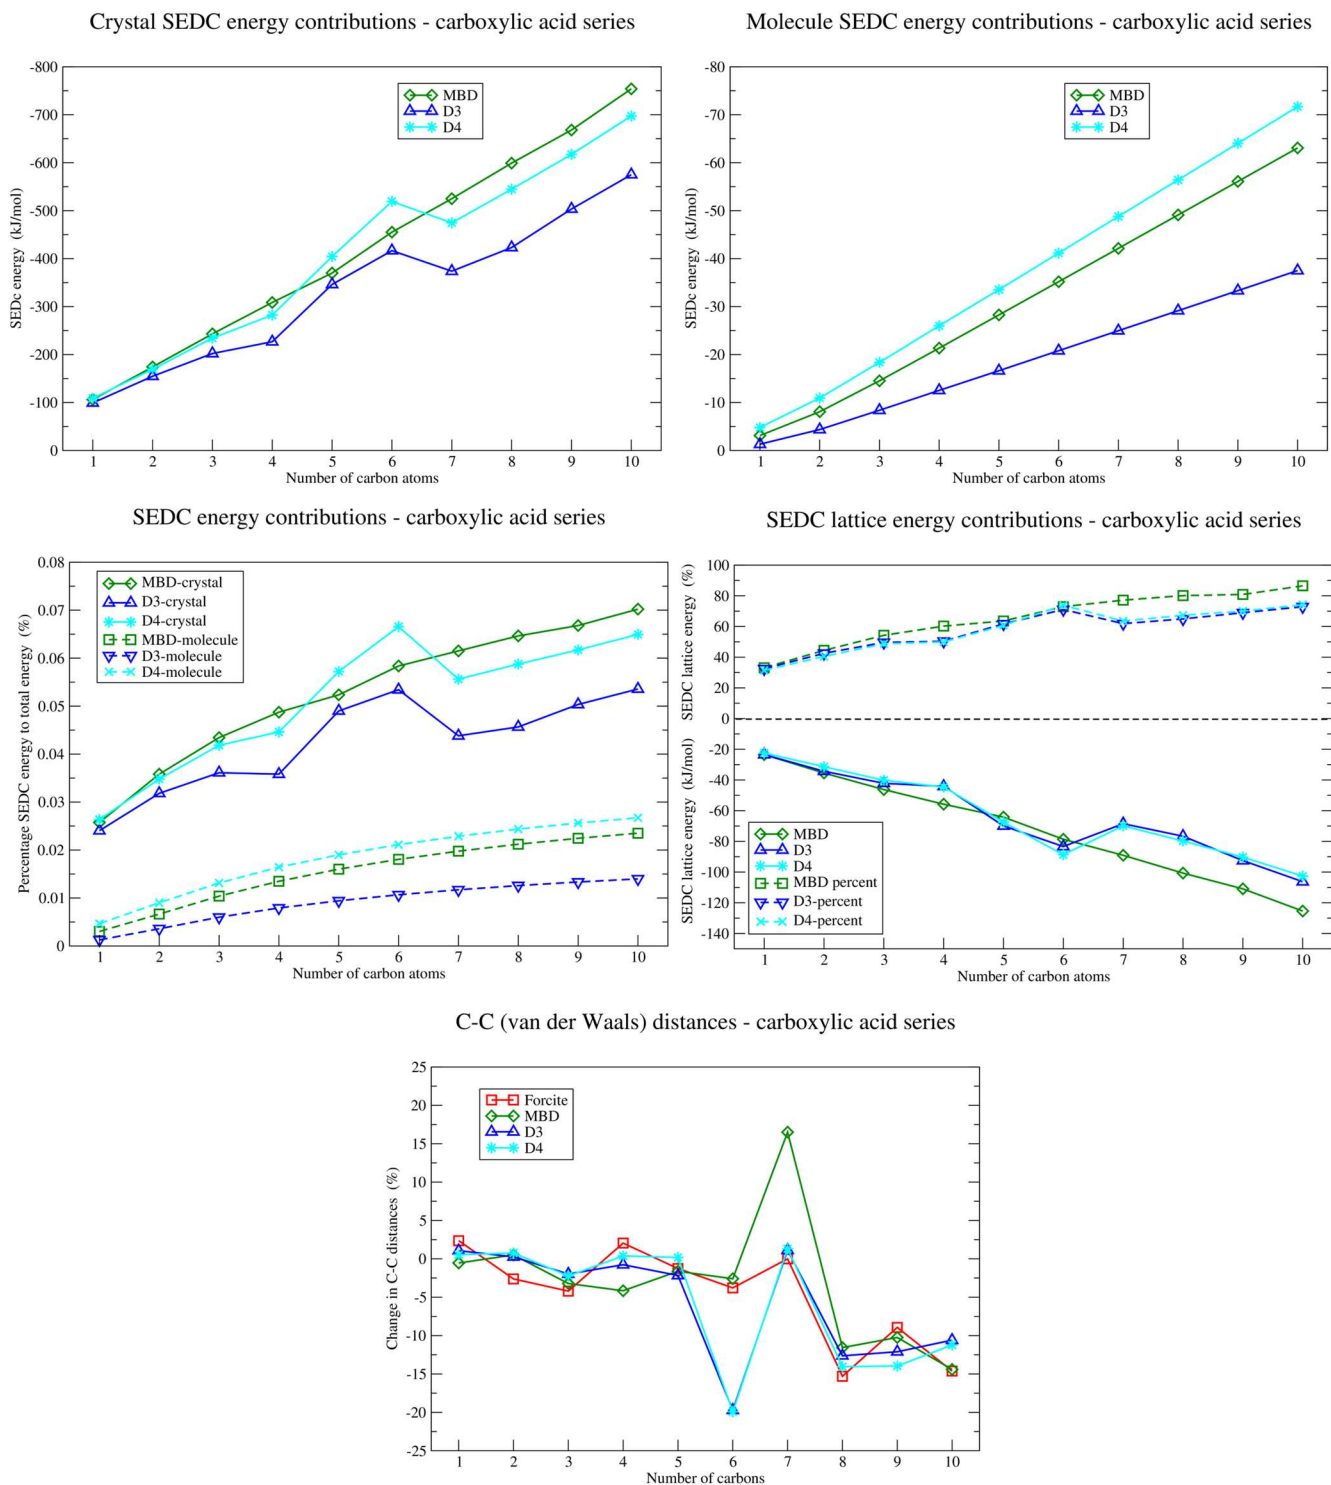 Crystal SEDC energy contributions - carboxylic acid series
-800
-700
-600
-500
-400
-300
-200
-100
0
SEDc energy (kJ/mol)
MBD
D3
D4
1 2 3 4 5 6 7 8 9 10
Number of carbon atoms
Molecule SEDC energy contributions - carboxylic acid series
-80
-70
-60
-50
-40
-30
-20
-10
0
SEDc energy (kJ/mol)
MBD
D3
D4
1 2 3 4 5 6 7 8 9 10
Number of carbon atoms
SEDC energy contributions - carboxylic acid series
0.08
0.07
0.06
0.05
0.04
0.03
0.02
0.01
0
Percentage SEDC energy to total energy (%)
MBD-crystal
D3-crystal
D4-crystal
MBD-molecule
D3-molecule
D4-molecule
1 2 3 4 5 6 7 8 9 10
Number of carbon atoms
SEDC lattice energy contributions - carboxylic acid series
100
80
60
40
20
0
-20
-40
-60
-80
-100
-120
-140
SEDC lattice energy (%)
SEDC lattice energy (kJ/mol)
MBD
D3
D4
MBD percent
D3-percent
D4-percent
1 2 3 4 5 6 7 8 9 10
Number of carbon atoms
C-C (van der Waals) distances - carboxylic acid series
25
20
15
10
5
0
-5
-10
-15
-20
-25
Change in C-C distances (%)
Forcite
MBD
D3
D4
1 2 3 4 5 6 7 8 9 10
Number of carbons